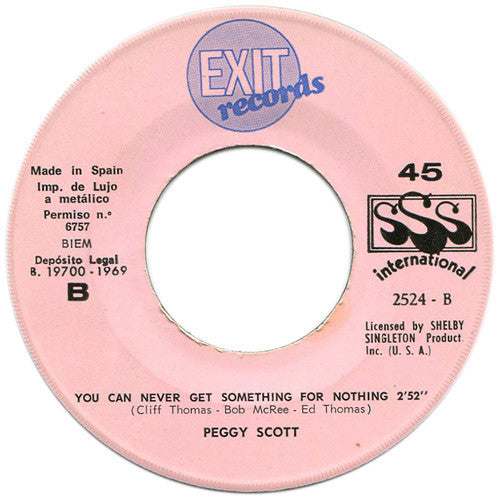 EXIT
records
Made in Spain
Imp. de Lujo
a metálico
Permiso n.º
6757
BIEM
Depósito Legal
B. 19700 - 1969
B
45
SSS
international
2524 - B
Licensed by SHELBY
SINGLETON Product.
Inc. (U. S. A.)
YOU CAN NEVER GET SOMETHING FOR NOTHING 2'52''
(Cliff Thomas - Bob McRee - Ed Thomas)
PEGGY SCOTT